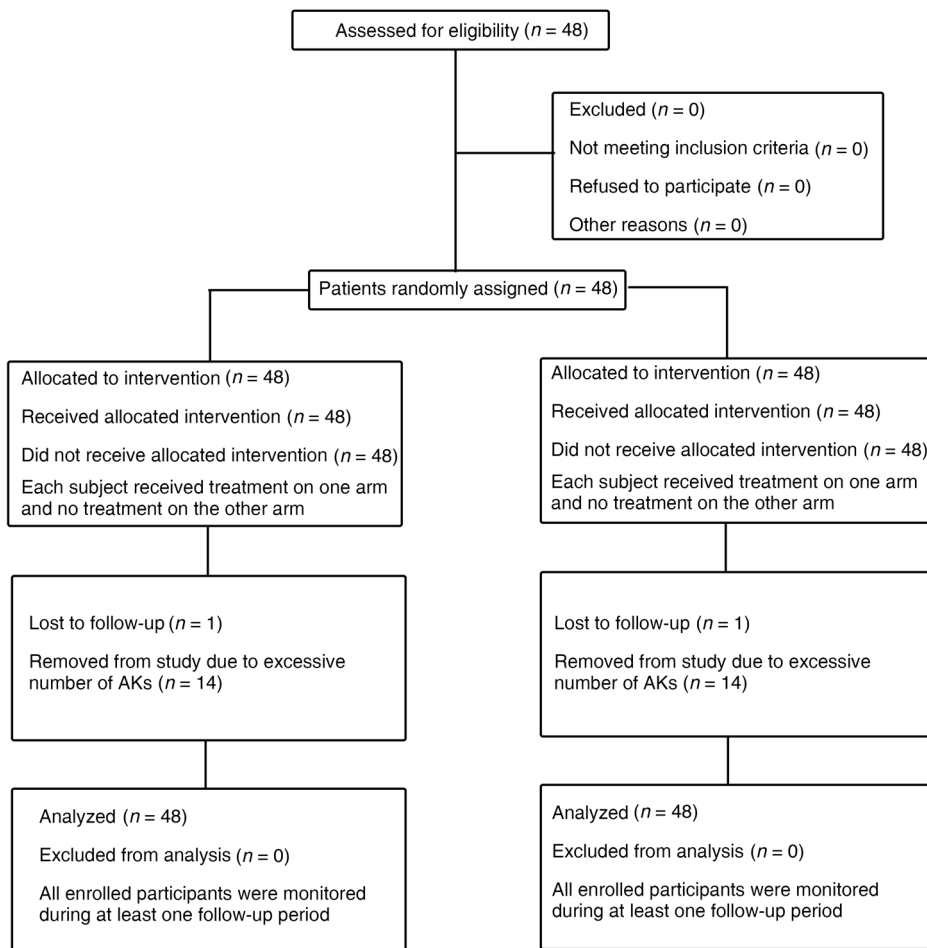 Assessed for eligibility (n = 48)
Excluded (n = 0)
Not meeting inclusion criteria (n = 0)
Refused to participate (n = 0)
Other reasons (n = 0)
Patients randomly assigned (n = 48)
Allocated to intervention (n = 48)
Received allocated intervention (n = 48)
Did not receive allocated intervention (n = 48)
Each subject received treatment on one arm
and no treatment on the other arm
Allocated to intervention (n = 48)
Received allocated intervention (n = 48)
Did not receive allocated intervention (n = 48)
Each subject received treatment on one arm
and no treatment on the other arm
Lost to follow-up (n = 1)
Removed from study due to excessive
number of AKs (n = 14)
Lost to follow-up (n = 1)
Removed from study due to excessive
number of AKs (n = 14)
Analyzed (n = 48)
Excluded from analysis (n = 0)
All enrolled participants were monitored
during at least one follow-up period
Analyzed (n = 48)
Excluded from analysis (n = 0)
All enrolled participants were monitored
during at least one follow-up period